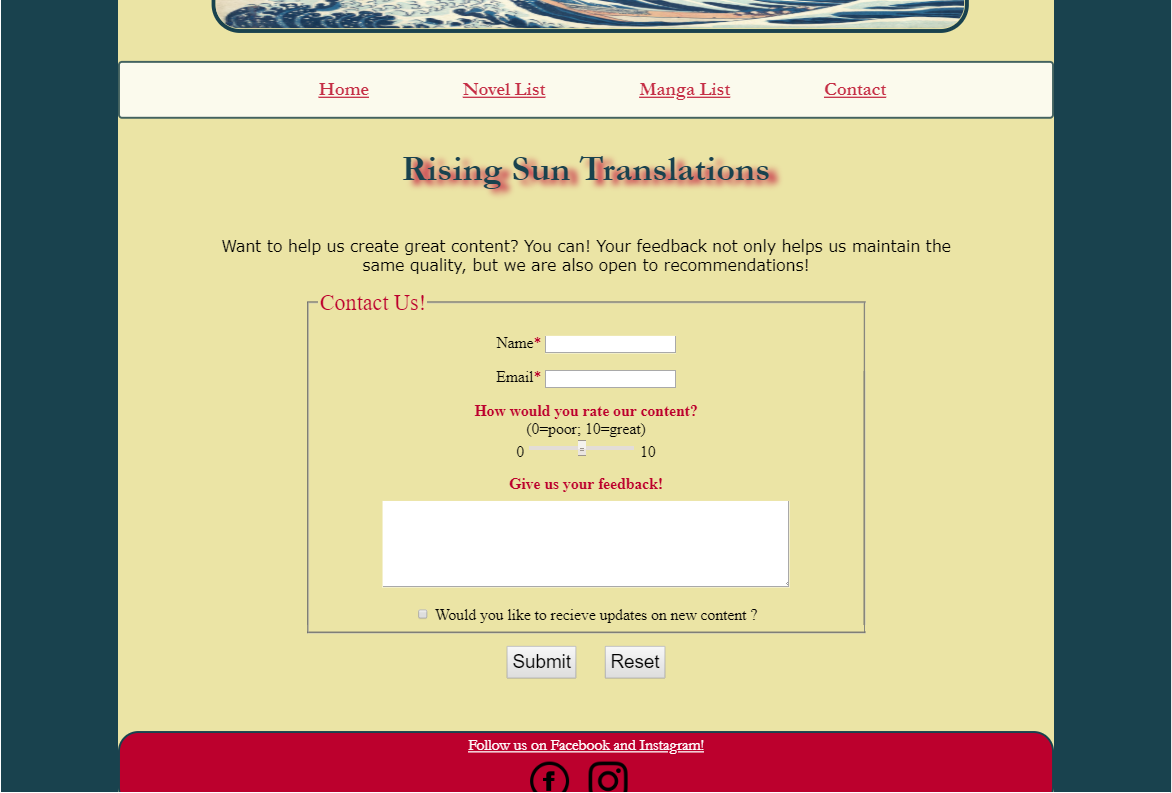 Home Novel List Manga List Contact
Rising Sun Translations
Want to help us create great content? You can! Your feedback not only helps us maintain the
same quality, but we are also open to recommendations!
Contact Us!
Name*
Email*
How would you rate our content?
(0=poor; 10=great)
0 10
Give us your feedback!
Would you like to recieve updates on new content ?
Submit Reset
Follow us on Facebook and Instagram!